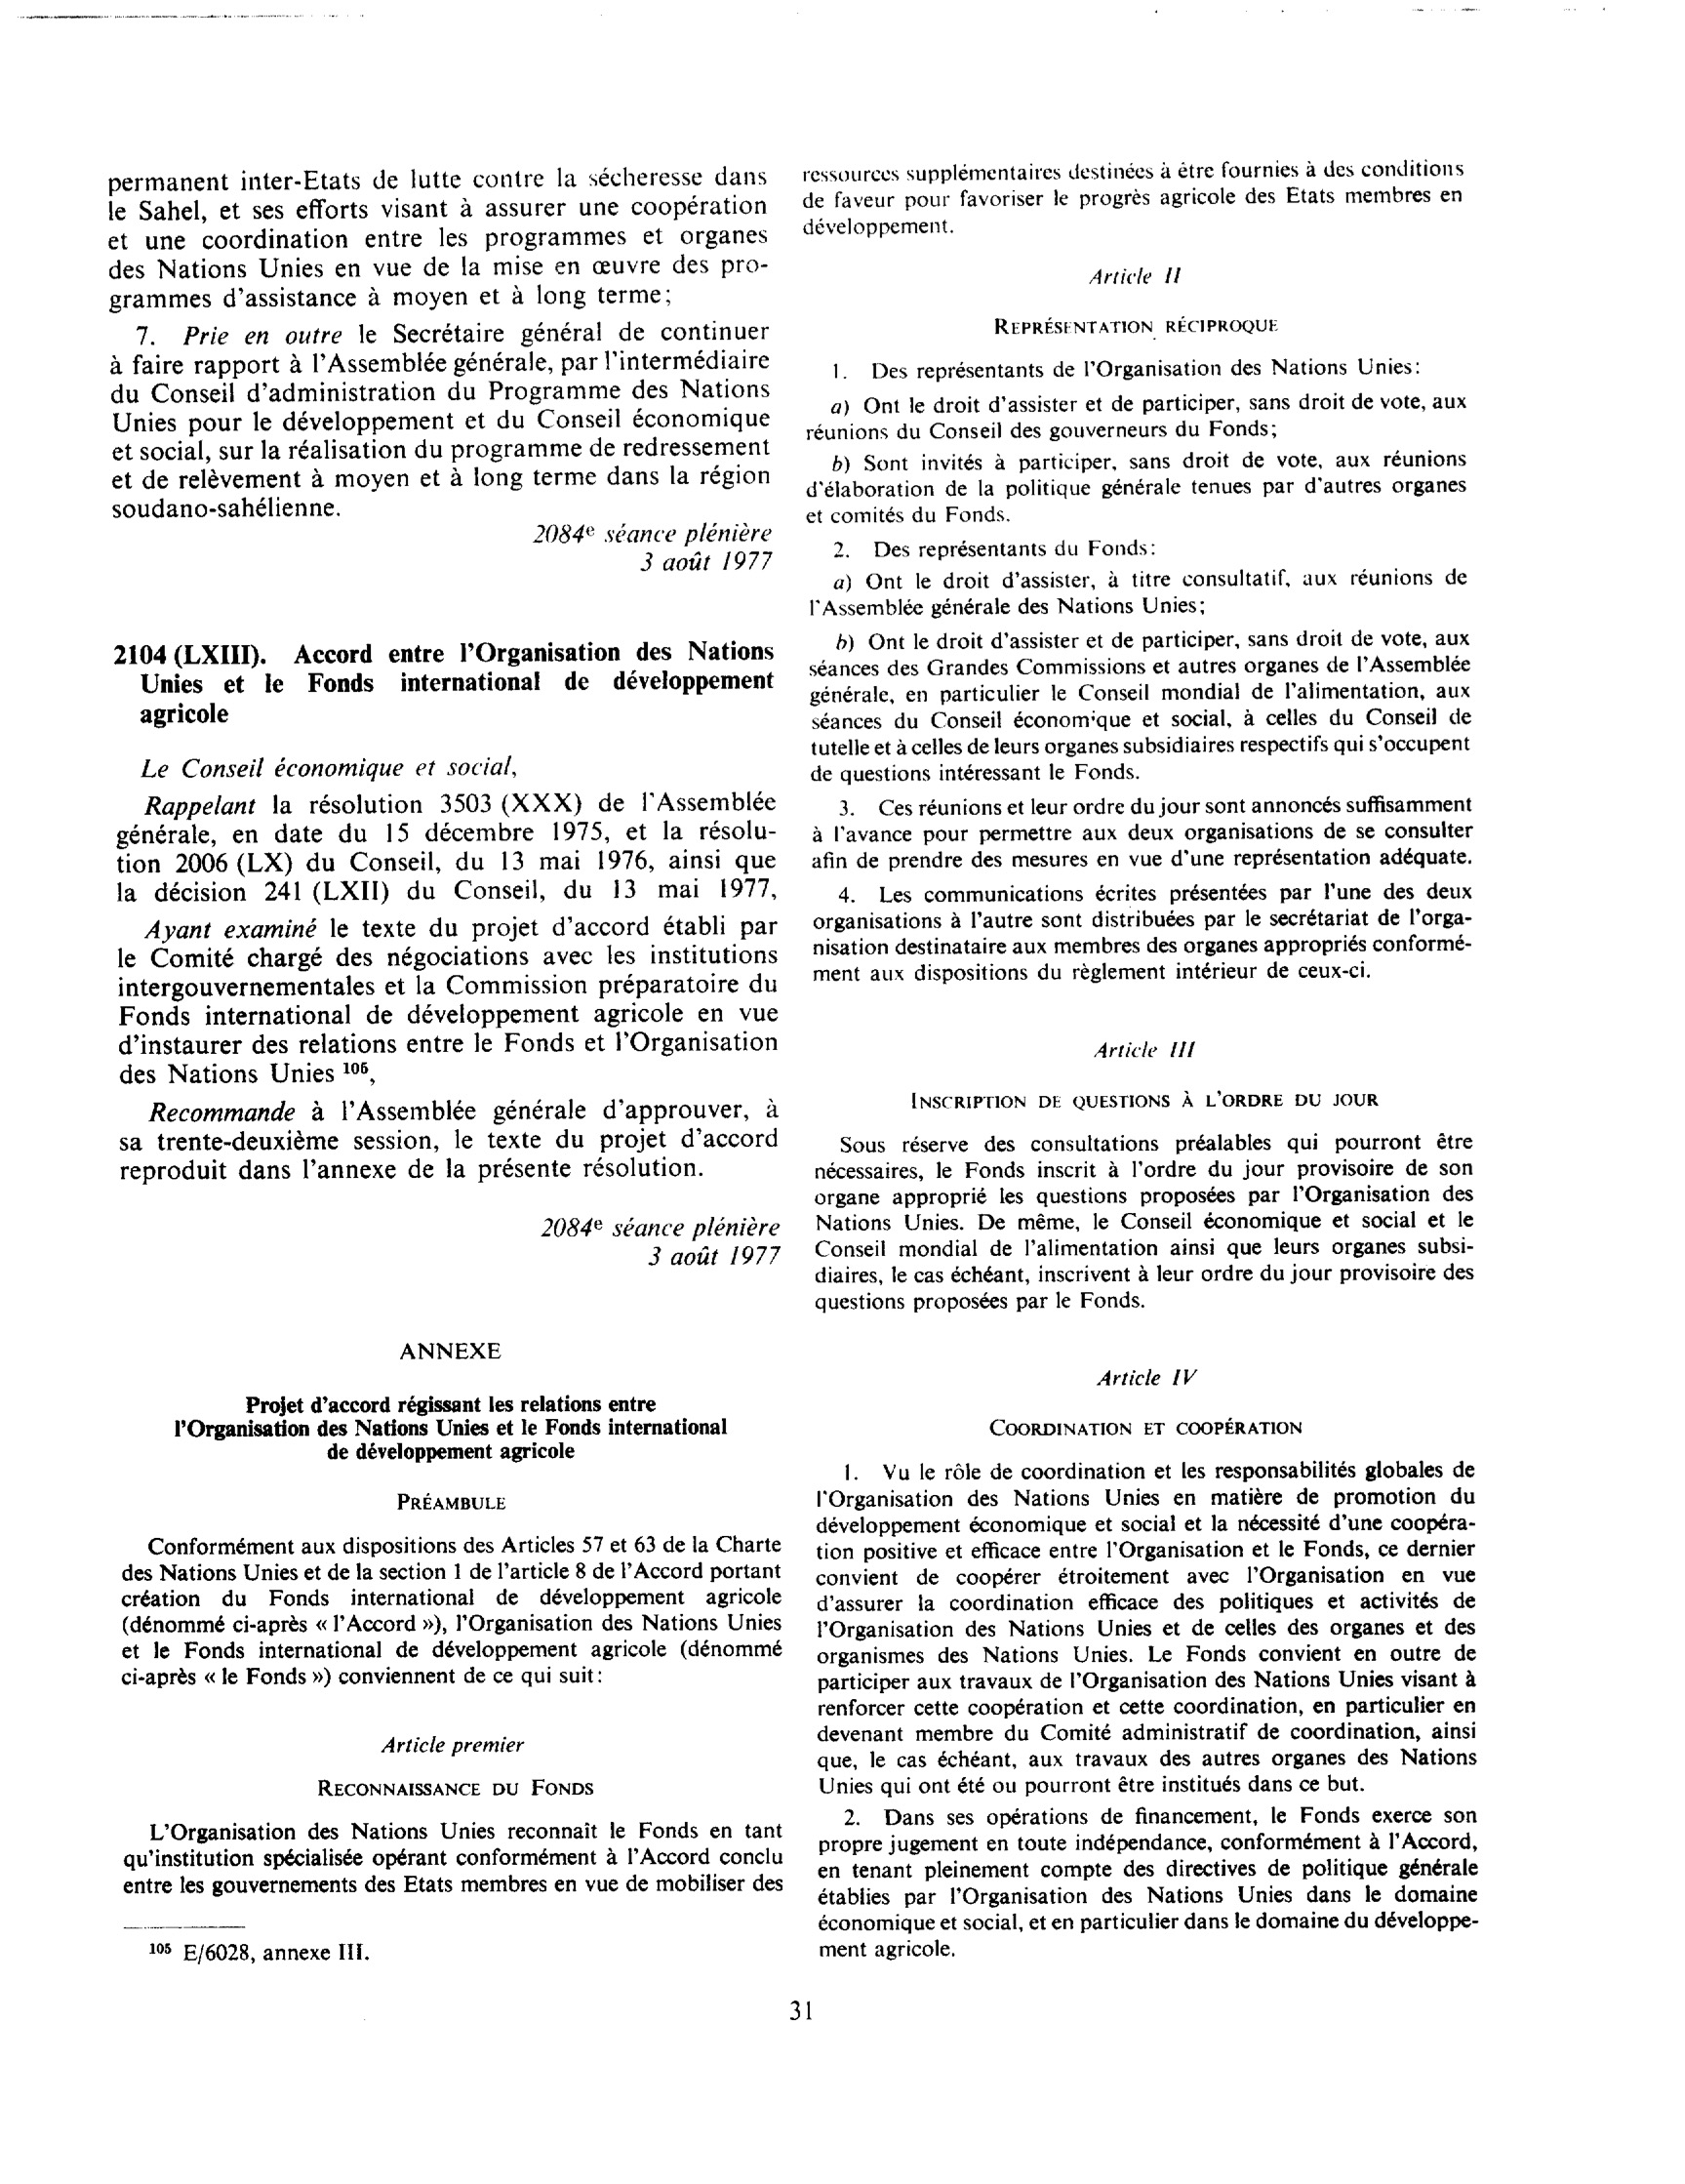 permanent inter-Etats de lutte contre la sécheresse dans
le Sahel, et ses efforts visant à assurer une coopération
et une coordination entre les programmes et organes
des Nations Unies en vue de la mise en œuvre des pro-
grammes d'assistance à moyen et à long terme;
7. Prie en outre le Secrétaire général de continuer
à faire rapport à l'Assemblée générale, par l'intermédiaire
du Conseil d'administration du Programme des Nations
Unies pour le développement et du Conseil économique
et social, sur la réalisation du programme de redressement
et de relèvement à moyen et à long terme dans la région
soudano-sahélienne.
2084e séance plénière
3 août 1977
2104 (LXIII). Accord entre l'Organisation des Nations
Unies et le Fonds international de développement
agricole
Le Conseil économique et social,
Rappelant la résolution 3503 (XXX) de l'Assemblée
générale, en date du 15 décembre 1975, et la résolu-
tion 2006 (LX) du Conseil, du 13 mai 1976, ainsi que
la décision 241 (LXII) du Conseil, du 13 mai 1977,
Ayant examiné le texte du projet d'accord établi par
le Comité chargé des négociations avec les institutions
intergouvernementales et la Commission préparatoire du
Fonds international de développement agricole en vue
d'instaurer des relations entre le Fonds et l'Organisation
des Nations Unies 105,
Recommande à l'Assemblée générale d'approuver, à
sa trente-deuxième session, le texte du projet d'accord
reproduit dans l'annexe de la présente résolution.
2084e séance plénière
3 août 1977
ANNEXE
Projet d'accord régissant les relations entre
l'Organisation des Nations Unies et le Fonds international
de développement agricole
PRÉAMBULE
Conformément aux dispositions des Articles 57 et 63 de la Charte
des Nations Unies et de la section 1 de l'article 8 de l'Accord portant
création du Fonds international de développement agricole
(dénommé ci-après « l'Accord »), l'Organisation des Nations Unies
et le Fonds international de développement agricole (dénommé
ci-après « le Fonds ») conviennent de ce qui suit:
Article premier
RECONNAISSANCE DU FONDS
L'Organisation des Nations Unies reconnaît le Fonds en tant
qu'institution spécialisée opérant conformément à l'Accord conclu
entre les gouvernements des Etats membres en vue de mobiliser des
105 E/6028, annexe III.
ressources supplémentaires destinées à être fournies à des conditions
de faveur pour favoriser le progrès agricole des Etats membres en
développement.
Article II
REPRÉSENTATION RÉCIPROQUE
1. Des représentants de l'Organisation des Nations Unies:
a) Ont le droit d'assister et de participer, sans droit de vote, aux
réunions du Conseil des gouverneurs du Fonds;
b) Sont invités à participer, sans droit de vote, aux réunions
d'élaboration de la politique générale tenues par d'autres organes
et comités du Fonds.
2. Des représentants du Fonds:
a) Ont le droit d'assister, à titre consultatif, aux réunions de
l'Assemblée générale des Nations Unies;
b) Ont le droit d'assister et de participer, sans droit de vote, aux
séances des Grandes Commissions et autres organes de l'Assemblée
générale, en particulier le Conseil mondial de l'alimentation, aux
séances du Conseil économique et social, à celles du Conseil de
tutelle et à celles de leurs organes subsidiaires respectifs qui s'occupent
de questions intéressant le Fonds.
3. Ces réunions et leur ordre du jour sont annoncés suffisamment
à l'avance pour permettre aux deux organisations de se consulter
afin de prendre des mesures en vue d'une représentation adéquate.
4. Les communications écrites présentées par l'une des deux
organisations à l'autre sont distribuées par le secrétariat de l'orga-
nisation destinataire aux membres des organes appropriés conformé-
ment aux dispositions du règlement intérieur de ceux-ci.
Article III
INSCRIPTION DE QUESTIONS À L'ORDRE DU JOUR
Sous réserve des consultations préalables qui pourront être
nécessaires, le Fonds inscrit à l'ordre du jour provisoire de son
organe approprié les questions proposées par l'Organisation des
Nations Unies. De même, le Conseil économique et social et le
Conseil mondial de l'alimentation ainsi que leurs organes subsi-
diaires, le cas échéant, inscrivent à leur ordre du jour provisoire des
questions proposées par le Fonds.
Article IV
COORDINATION ET COOPÉRATION
1. Vu le rôle de coordination et les responsabilités globales de
l'Organisation des Nations Unies en matière de promotion du
développement économique et social et la nécessité d'une coopéra-
tion positive et efficace entre l'Organisation et le Fonds, ce dernier
convient de coopérer étroitement avec l'Organisation en vue
d'assurer la coordination efficace des politiques et activités de
l'Organisation des Nations Unies et de celles des organes et des
organismes des Nations Unies. Le Fonds convient en outre de
participer aux travaux de l'Organisation des Nations Unies visant à
renforcer cette coopération et cette coordination, en particulier en
devenant membre du Comité administratif de coordination, ainsi
que, le cas échéant, aux travaux des autres organes des Nations
Unies qui ont été ou pourront être institués dans ce but.
2. Dans ses opérations de financement, le Fonds exerce son
propre jugement en toute indépendance, conformément à l'Accord,
en tenant pleinement compte des directives de politique générale
établies par l'Organisation des Nations Unies dans le domaine
économique et social, et en particulier dans le domaine du développe-
ment agricole.
31